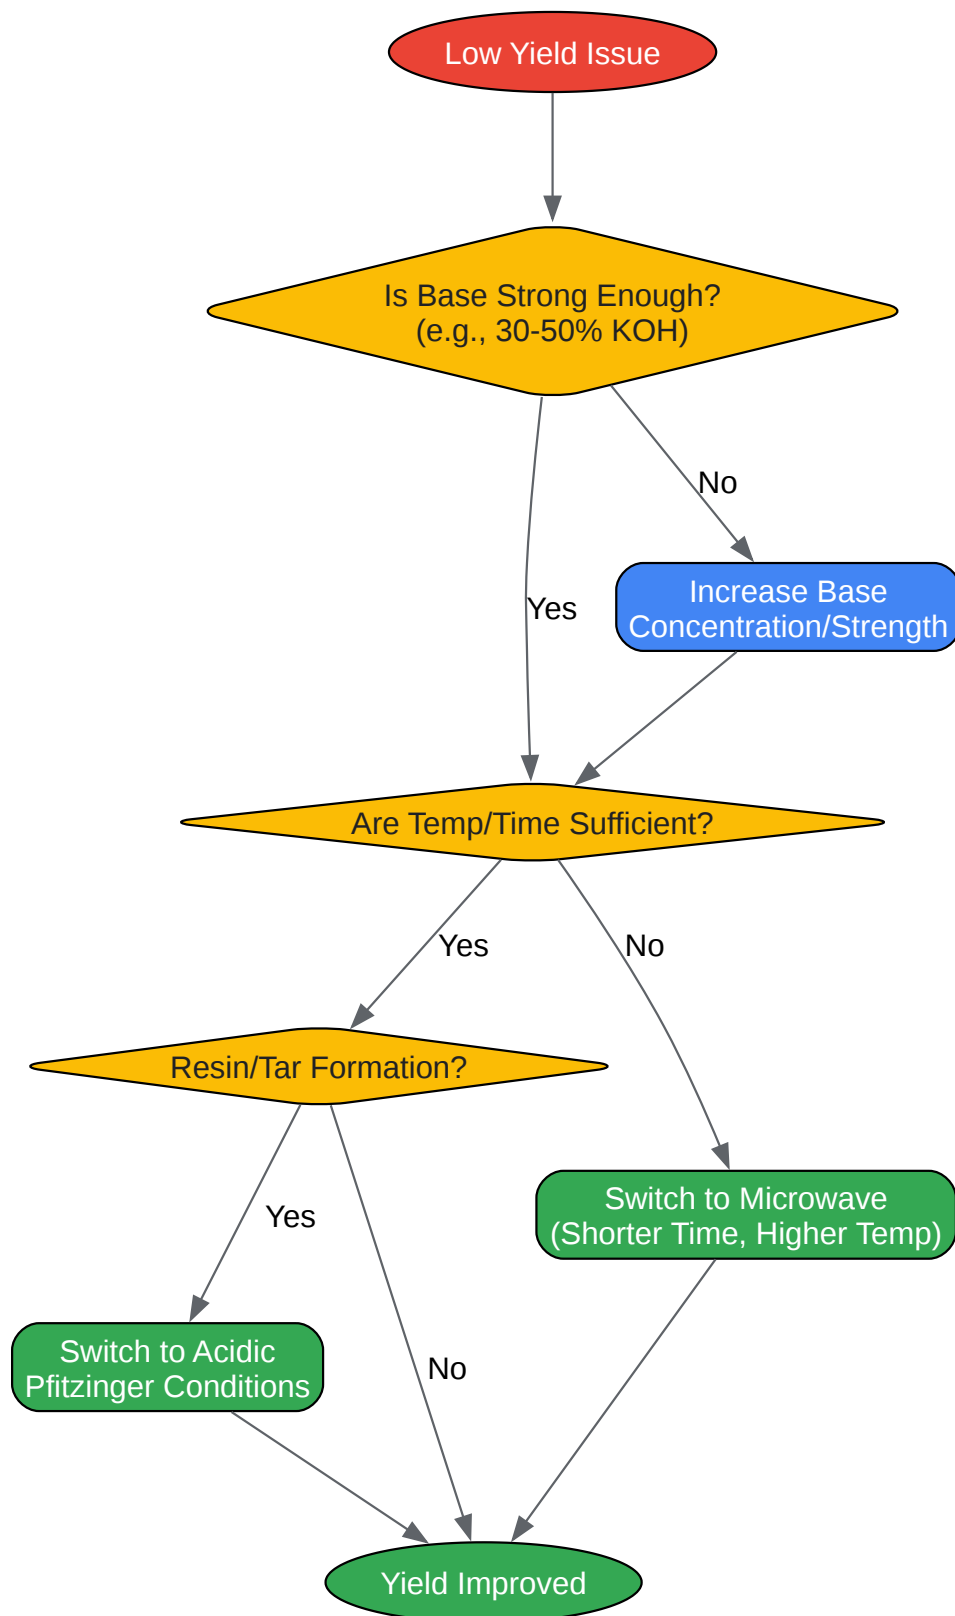 Low Yield Issue
Is Base Strong Enough?
(e.g., 30-50% KOH)
No
Increase Base
Concentration/Strength
Yes
Are Temp/Time Sufficient?
Yes
No
Resin/Tar Formation?
Switch to Microwave
(Shorter Time, Higher Temp)
Yes
Switch to Acidic
Pfitzinger Conditions
No
Yield Improved